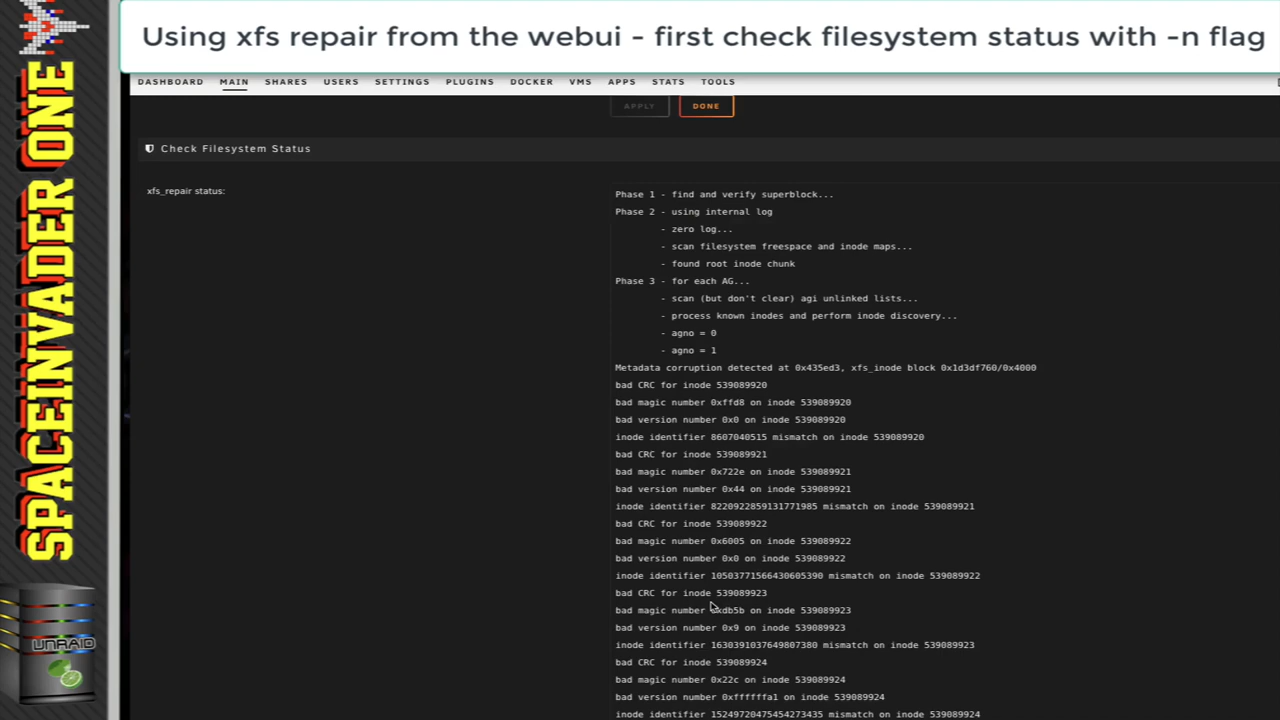 Using xfs repair from the webui - first check filesystem status with -n flag
SPACEINVADER ONE
UNRAID
DASHBOARD MAIN SHARES USERS SETTINGS PLUGINS DOCKER VMS APPS STATS TOOLS
APPLY DONE
Check Filesystem Status
xfs_repair status:
Phase 1 - find and verify superblock...
Phase 2 - using internal log
- zero log...
- scan filesystem freespace and inode maps...
- found root inode chunk
Phase 3 - for each AG...
- scan (but don't clear) agi unlinked lists...
- process known inodes and perform inode discovery...
- agno = 0
- agno = 1
Metadata corruption detected at 0x435ed3, xfs_inode block 0x1d3df760/0x4000
bad CRC for inode 539089920
bad magic number 0xffd8 on inode 539089920
bad version number 0x0 on inode 539089920
inode identifier 8607040515 mismatch on inode 539089920
bad CRC for inode 539089921
bad magic number 0x722e on inode 539089921
bad version number 0x44 on inode 539089921
inode identifier 8220922859131771985 mismatch on inode 539089921
bad CRC for inode 539089922
bad magic number 0x6005 on inode 539089922
bad version number 0x0 on inode 539089922
inode identifier 10503771566430605390 mismatch on inode 539089922
bad CRC for inode 539089923
bad magic number 0xdb5b on inode 539089923
bad version number 0x9 on inode 539089923
inode identifier 1630391037649807380 mismatch on inode 539089923
bad CRC for inode 539089924
bad magic number 0x22c on inode 539089924
bad version number 0xffffffa1 on inode 539089924
inode identifier 15249720475454273435 mismatch on inode 539089924